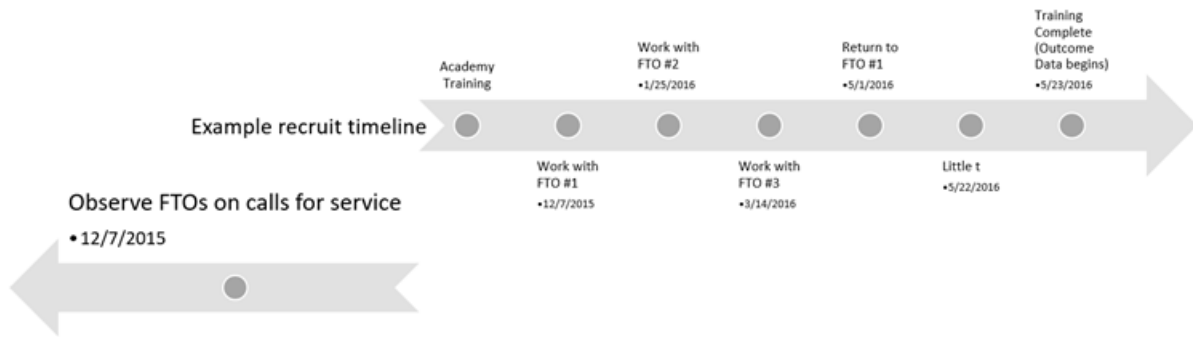 Example recruit timeline
Academy
Training
Work with
FTO #1
•12/7/2015
Work with
FTO #2
•1/25/2016
Work with
FTO #3
•3/14/2016
Return to
FTO #1
•5/1/2016
Little t
•5/22/2016
Training
Complete
(Outcome
Data begins)
•5/23/2016
Observe FTOs on calls for service
•12/7/2015